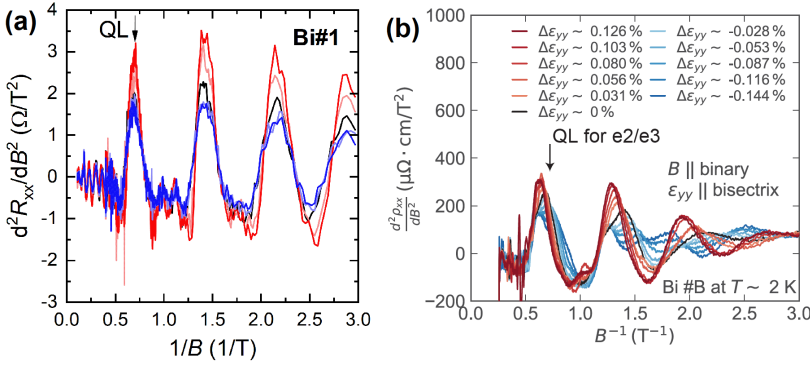 (a)
QL
Bi#1
d²Rₓₓ/dB² (Ω/T²)
4
3
2
1
0
-1
-2
-3
0.0 0.5 1.0 1.5 2.0 2.5 3.0
1/B (1/T)
(b)
Δεyy ~ 0.126 % Δεyy ~ -0.028 %
Δεyy ~ 0.103 % Δεyy ~ -0.053 %
Δεyy ~ 0.080 % Δεyy ~ -0.087 %
Δεyy ~ 0.056 % Δεyy ~ -0.116 %
Δεyy ~ 0.031 % Δεyy ~ -0.144 %
Δεyy ~ 0 %
QL for e2/e3
B || binary
εyy || bisectrix
Bi #B at T ~ 2 K
d²ρₓₓ/dB² (μΩ · cm/T²)
1000
800
600
400
200
0
−200
0.0 0.5 1.0 1.5 2.0 2.5 3.0
B⁻¹ (T⁻¹)